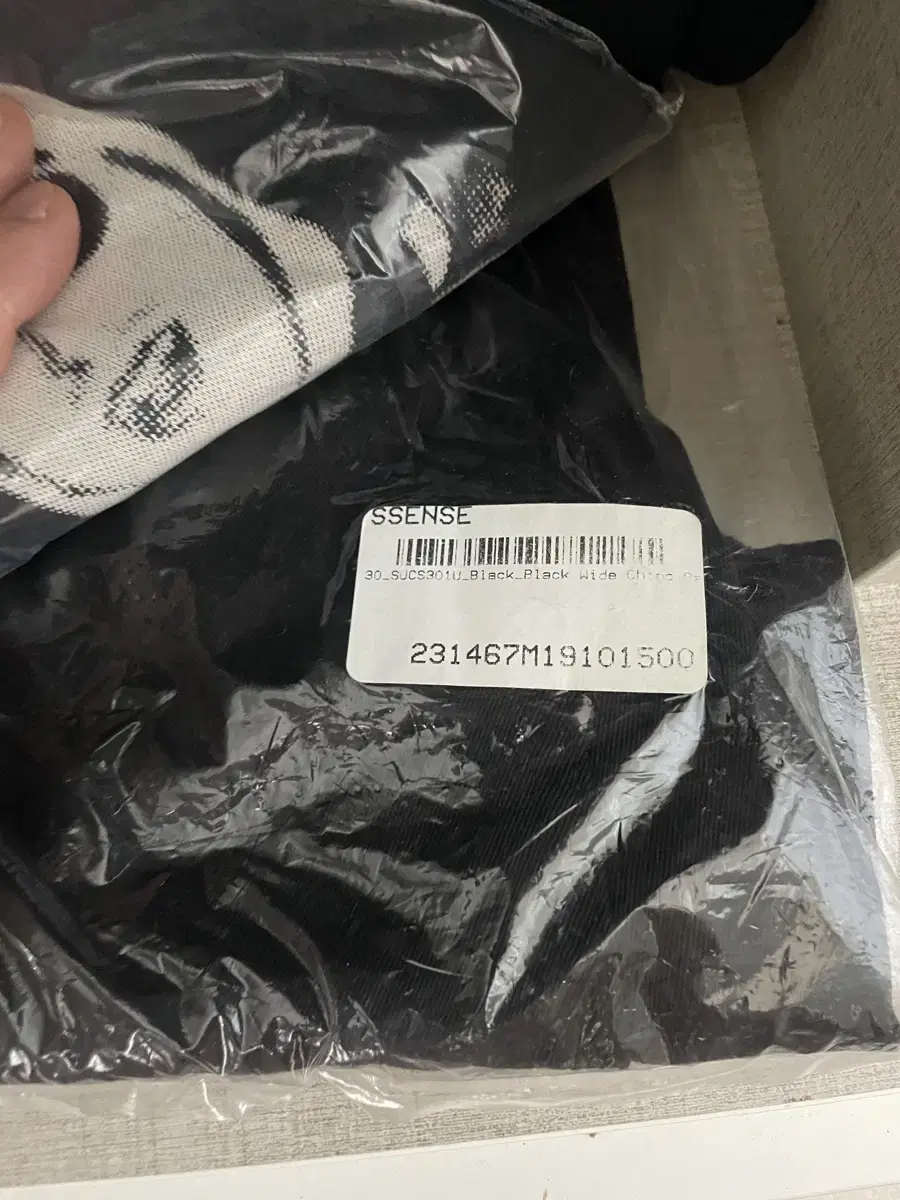 SSENSE
30_SUCS301U_Black_Black Wide Chino
231467M19101500